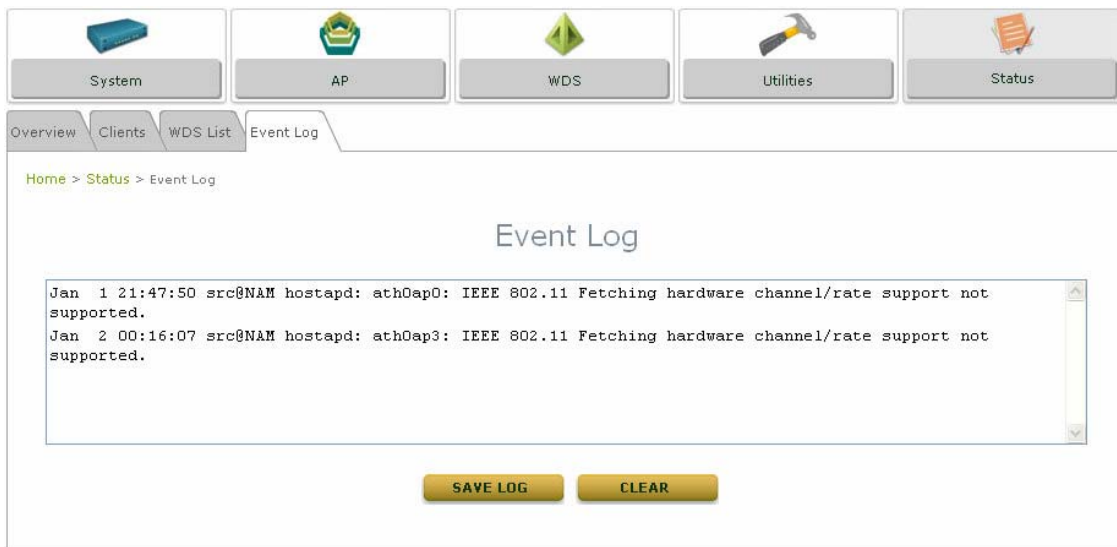 System
AP
WDS
Utilities
Status
Overview
Clients
WDS List
Event Log
Home > Status > Event Log
Event Log
Jan  1 21:47:50 src@NAM hostapd: ath0ap0: IEEE 802.11 Fetching hardware channel/rate support not
supported.
Jan  2 00:16:07 src@NAM hostapd: ath0ap3: IEEE 802.11 Fetching hardware channel/rate support not
supported.
SAVE LOG
CLEAR